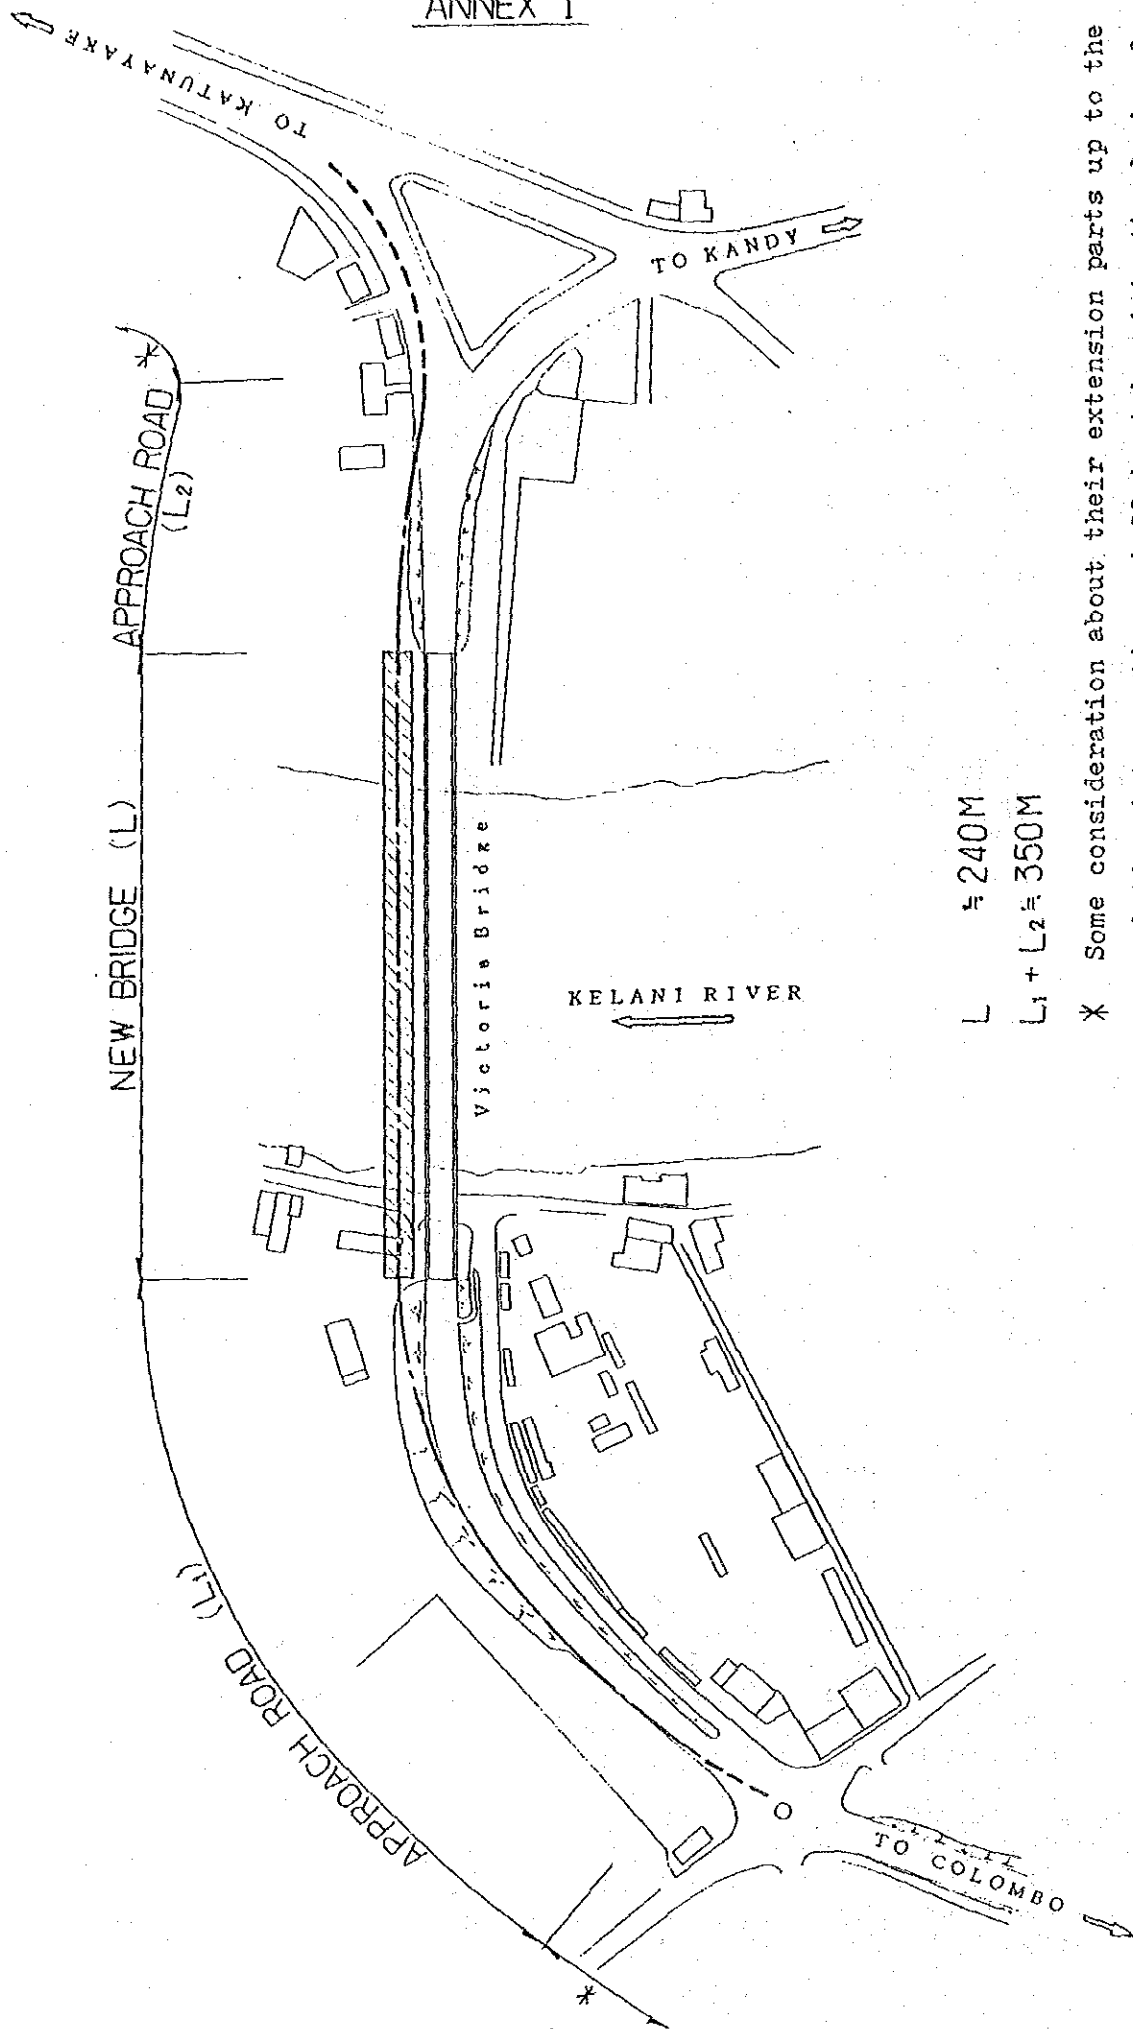 ANNEX 1
TO KATUNAYAKE
TO KANDY
APPROACH ROAD
(L2)
*
NEW BRIDGE (L)
Victoria Bridge
KELANI RIVER
APPROACH ROAD (L1)
*
TO COLOMBO
L ≒ 240M
L1 + L2 ≒ 350M
* Some consideration about their extension parts up to the